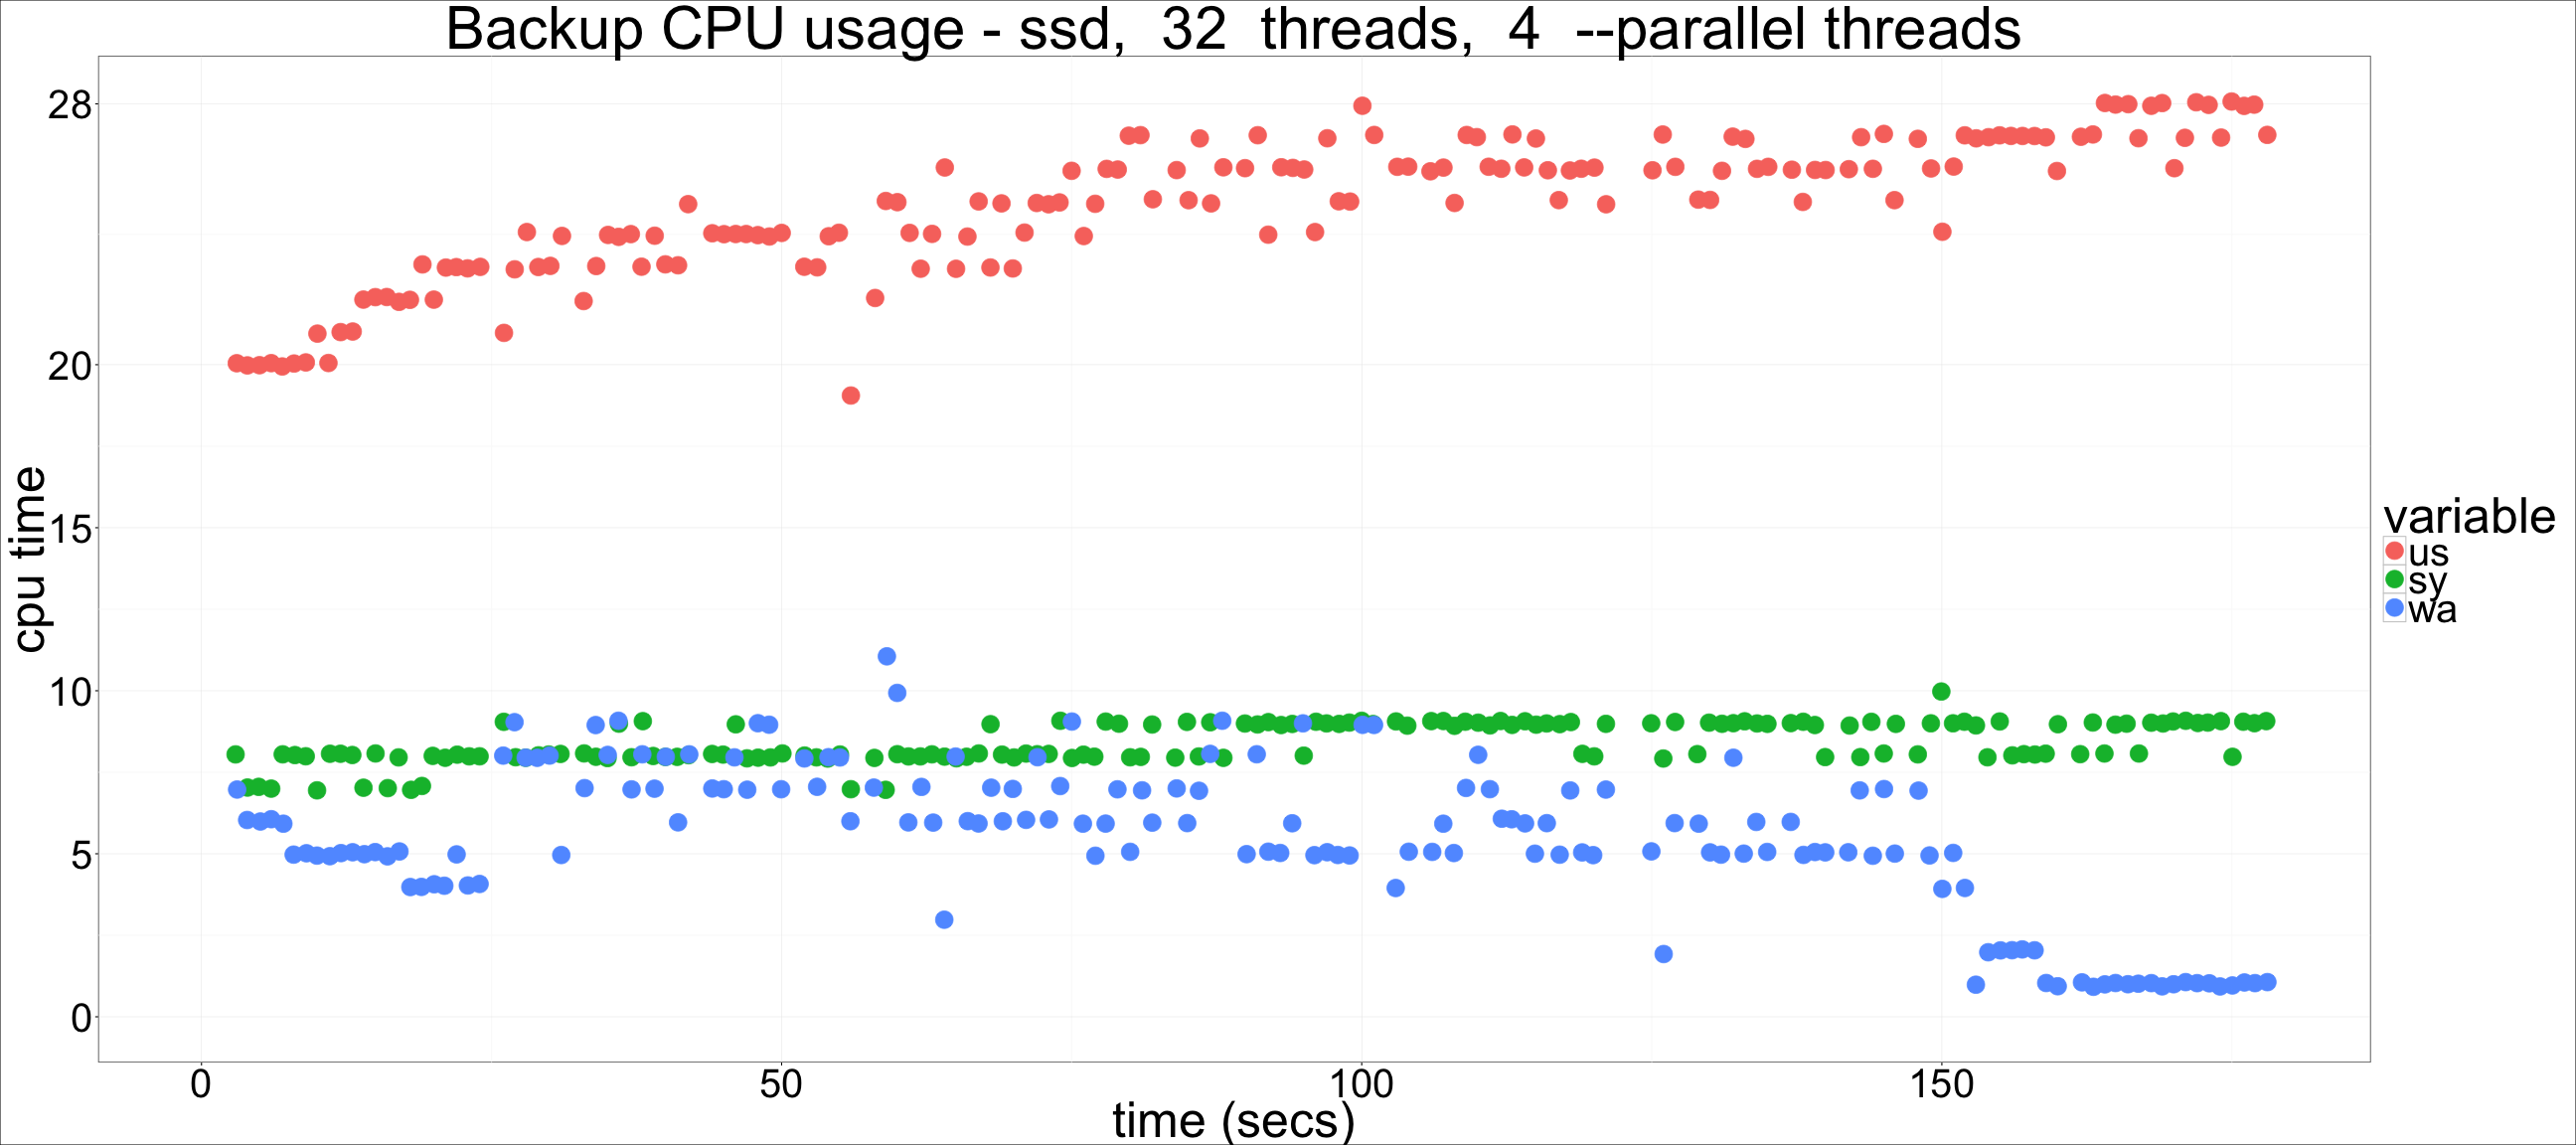 Backup CPU usage - ssd,  32  threads,  4  --parallel threads
28
20
15
10
5
0
cpu time
0 50 100 150
time (secs)
variable
us
sy
wa